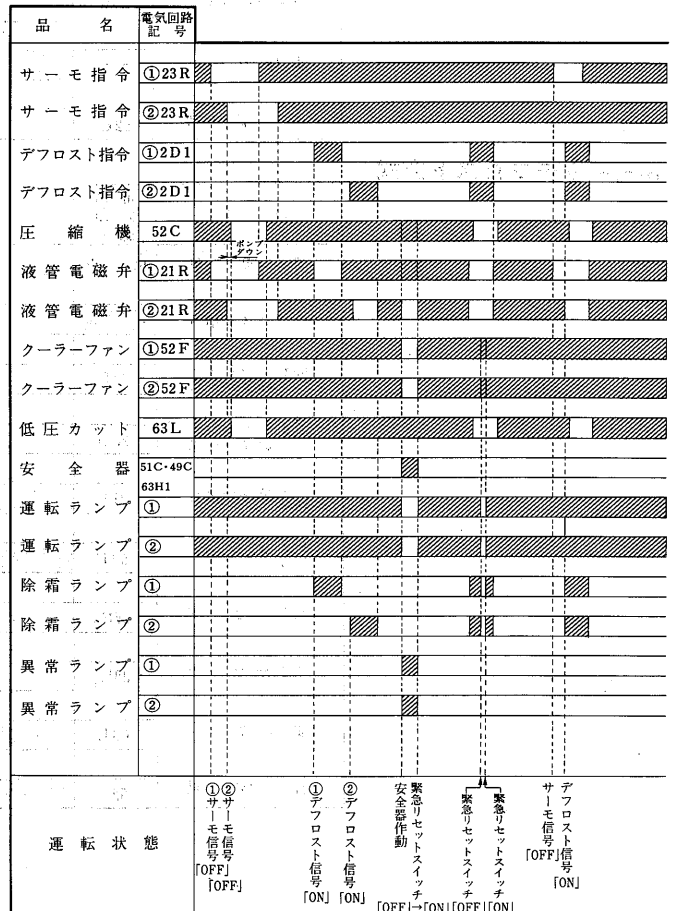 品 名 電気回路記号
サーモ指令 ①23R
サーモ指令 ②23R
デフロスト指令 ①2D1
デフロスト指令 ②2D1
圧縮機 52C
ポンプダウン
液管電磁弁 ①21R
液管電磁弁 ②21R
クーラーファン ①52F
クーラーファン ②52F
低圧カット 63L
安全器 51C・49C
63H1
運転ランプ ①
運転ランプ ②
除霜ランプ ①
除霜ランプ ②
異常ランプ ①
異常ランプ ②
運転状態
①サーモ信号「OFF」
②サーモ信号「OFF」
①デフロスト信号「ON」
②デフロスト信号「ON」
安全器作動
緊急リセットスイッチ「OFF」→「ON」
緊急リセットスイッチ「OFF」
緊急リセットスイッチ「ON」
サーモ信号「OFF」
デフロスト信号「ON」